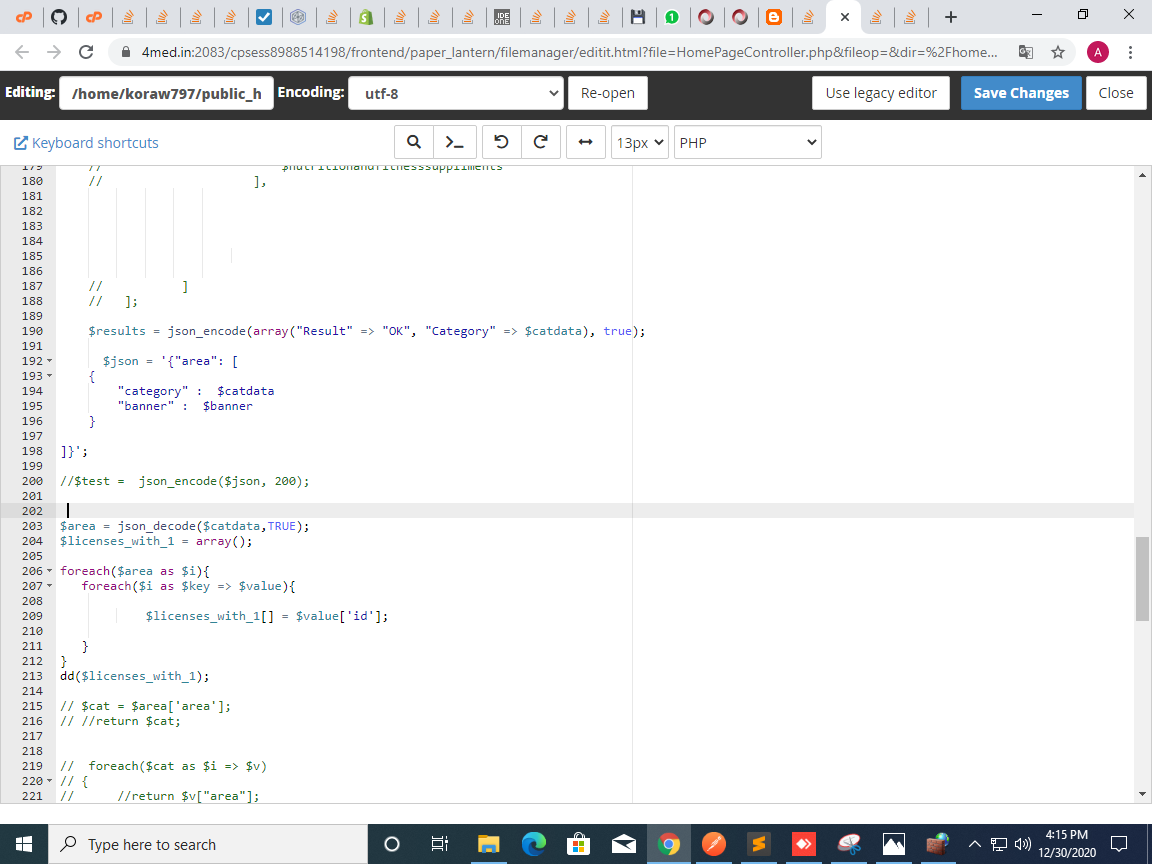 4med.in:2083/cpsess8988514198/frontend/paper_lantern/filemanager/editit.html?file=HomePageController.php&fileop=&dir=%2Fhome...
A
Editing: /home/koraw797/public_h Encoding: utf-8 Re-open Use legacy editor Save Changes Close
Keyboard shortcuts 13px PHP
179 // $nutritionandfitnesssuppliments
180 // ],
181
182
183
184
185
186
187 // ]
188 // ];
189
190 $results = json_encode(array("Result" => "OK", "Category" => $catdata), true);
191
192 $json = '{"area": [
193 {
194 "category" : $catdata
195 "banner" : $banner
196 }
197
198 ]}';
199
200 //$test = json_encode($json, 200);
201
202
203 $area = json_decode($catdata,TRUE);
204 $licenses_with_1 = array();
205
206 foreach($area as $i){
207 foreach($i as $key => $value){
208
209 $licenses_with_1[] = $value['id'];
210
211 }
212 }
213 dd($licenses_with_1);
214
215 // $cat = $area['area'];
216 // //return $cat;
217
218
219 // foreach($cat as $i => $v)
220 // {
221 // //return $v["area"];
Type here to search
4:15 PM
12/30/2020